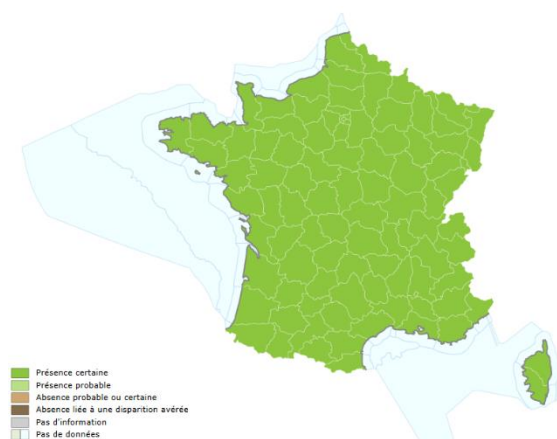 Présence certaine
Présence probable
Absence probable ou certaine
Absence liée à une disparition avérée
Pas d'information
Pas de données